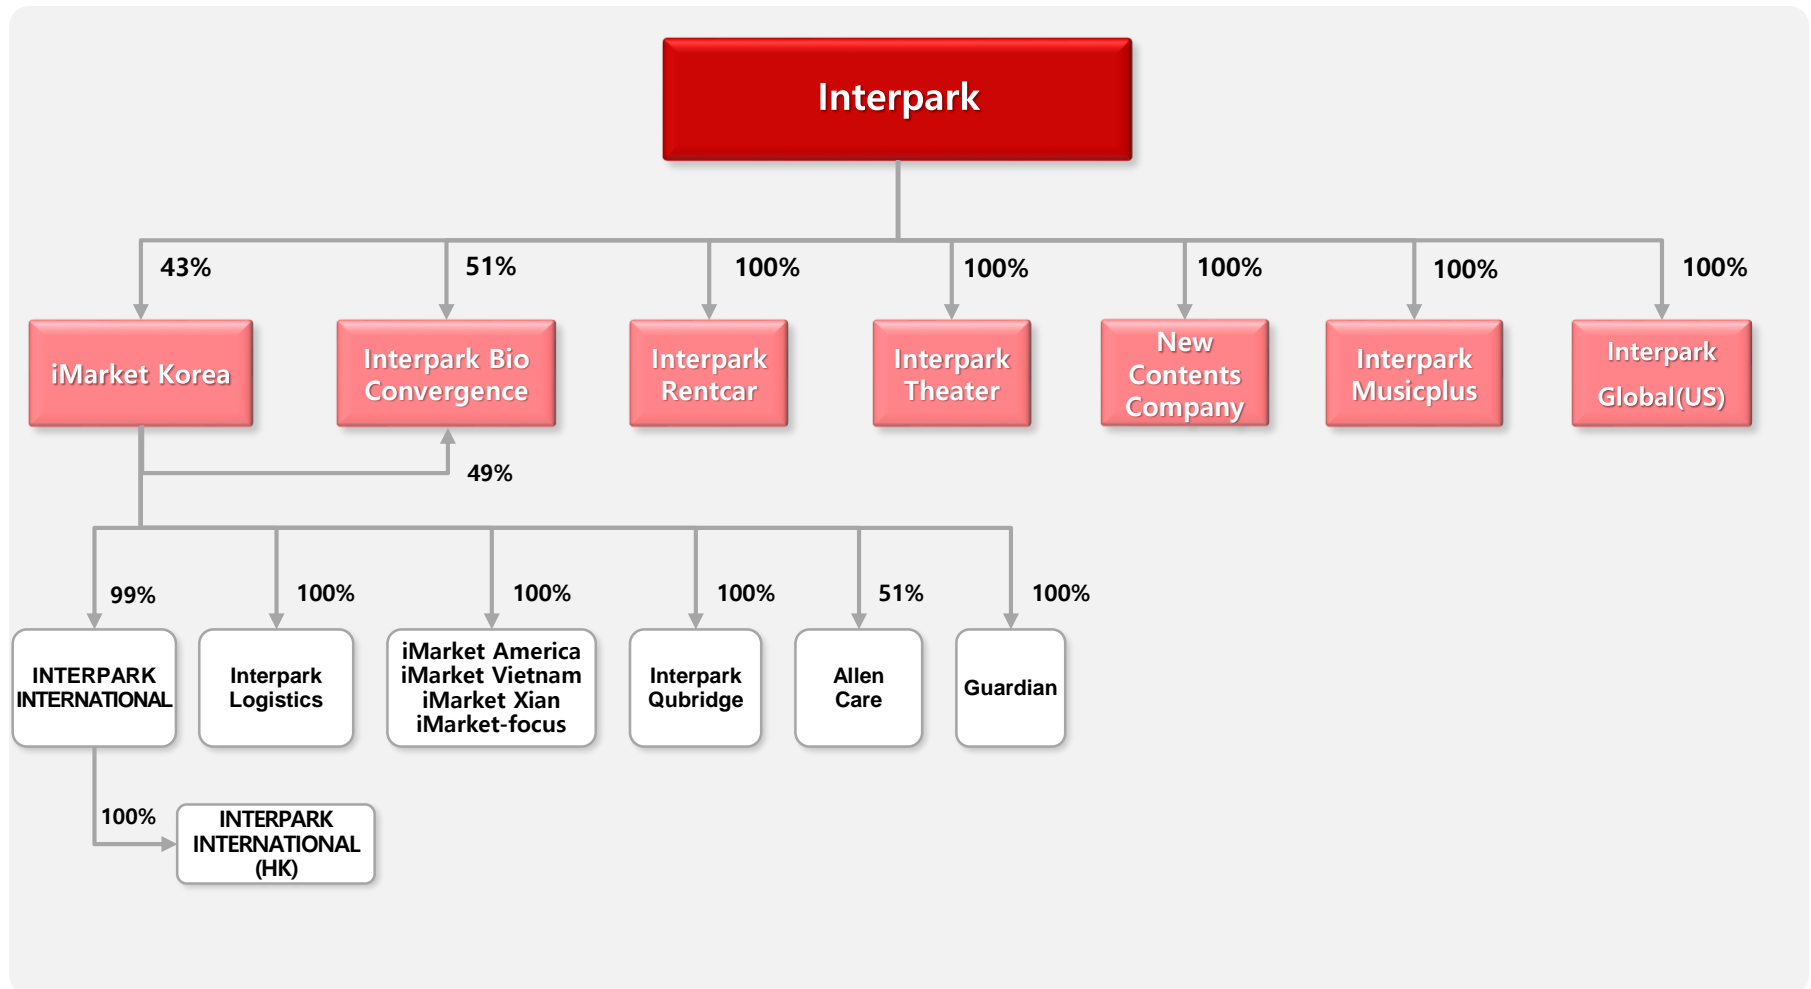 Interpark
43%
51%
100%
100%
100%
100%
100%
iMarket Korea
Interpark Bio
Convergence
Interpark
Rentcar
Interpark
Theater
New
Contents
Company
Interpark
Musicplus
Interpark
Global(US)
49%
99%
100%
100%
100%
51%
100%
INTERPARK
INTERNATIONAL
Interpark
Logistics
iMarket America
iMarket Vietnam
iMarket Xian
iMarket-focus
Interpark
Qubridge
Allen
Care
Guardian
100%
INTERPARK
INTERNATIONAL
(HK)